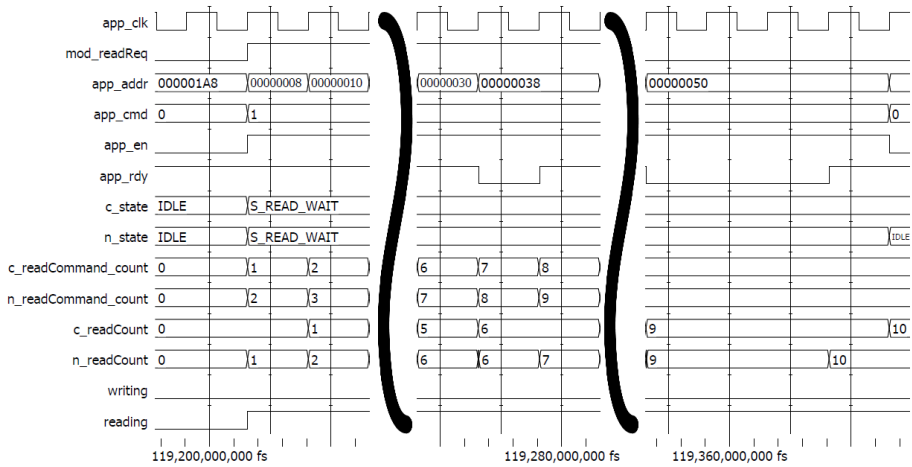 app_clk
mod_readReq
app_addr 000001A8 00000008 00000010 00000030 00000038 00000050
app_cmd 0 1 0
app_en
app_rdy
c_state IDLE S_READ_WAIT
n_state IDLE S_READ_WAIT IDLE
c_readCommand_count 0 1 2 6 7 8
n_readCommand_count 0 2 3 7 8 9
c_readCount 0 1 5 6 9 10
n_readCount 0 1 2 6 6 7 9 10
writing
reading
119,200,000,000 fs 119,280,000,000 fs 119,360,000,000 fs